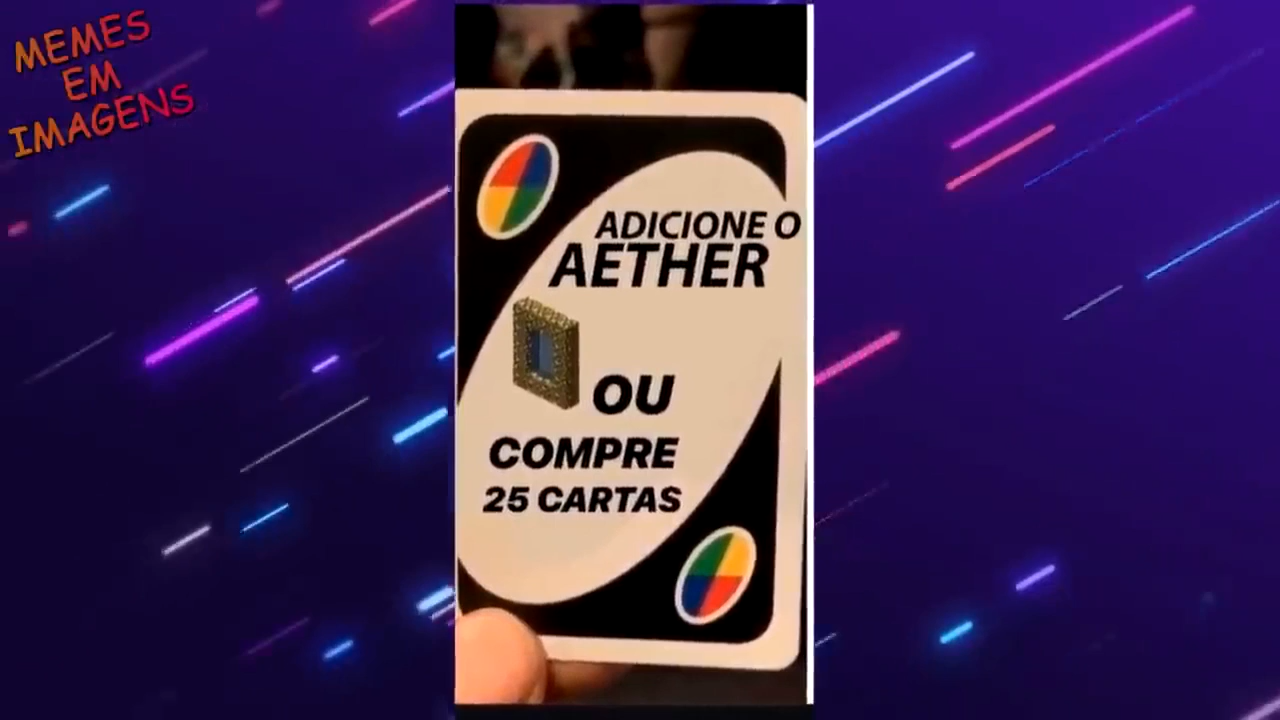 MEMES
EM
IMAGENS
ADICIONE O
AETHER
OU
COMPRE
25 CARTAS